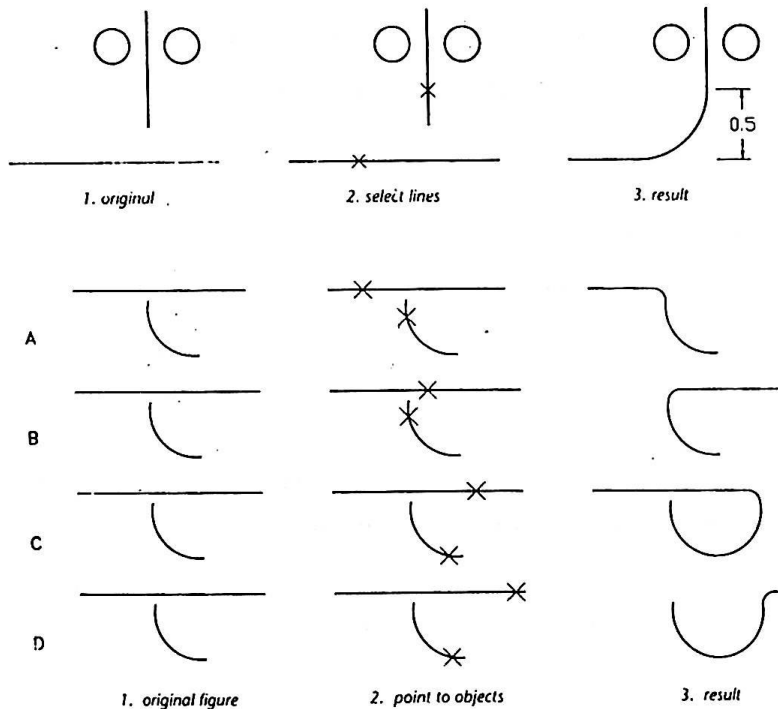 0.5
1. original
2. select lines
3. result
A
B
C
D
1. original figure
2. point to objects
3. result